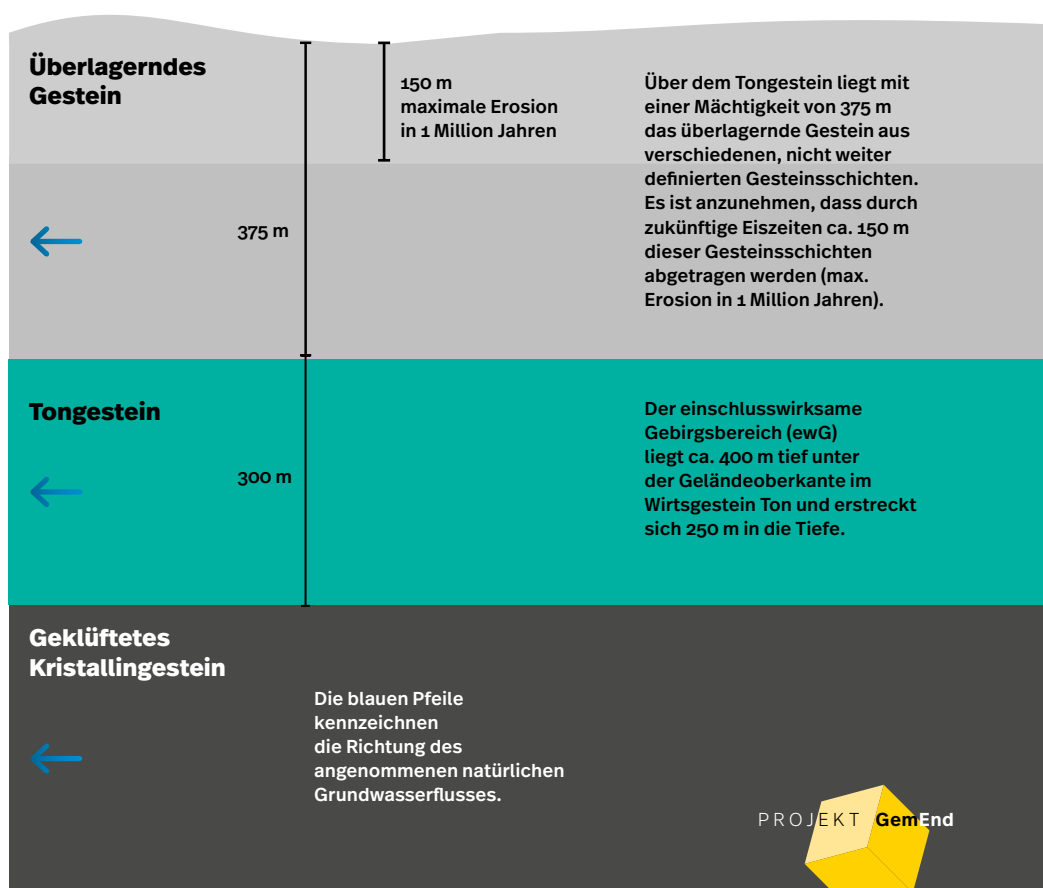 Überlagerndes
Gestein
150 m
maximale Erosion
in 1 Million Jahren
375 m
Über dem Tongestein liegt mit
einer Mächtigkeit von 375 m
das überlagernde Gestein aus
verschiedenen, nicht weiter
definierten Gesteinsschichten.
Es ist anzunehmen, dass durch
zukünftige Eiszeiten ca. 150 m
dieser Gesteinsschichten
abgetragen werden (max.
Erosion in 1 Million Jahren).
Tongestein
300 m
Der einschlusswirksame
Gebirgsbereich (ewG)
liegt ca. 400 m tief unter
der Geländeoberkante im
Wirtsgestein Ton und erstreckt
sich 250 m in die Tiefe.
Geklüftetes
Kristallingestein
Die blauen Pfeile
kennzeichnen
die Richtung des
angenommenen natürlichen
Grundwasserflusses.
PROJEKT GemEnd